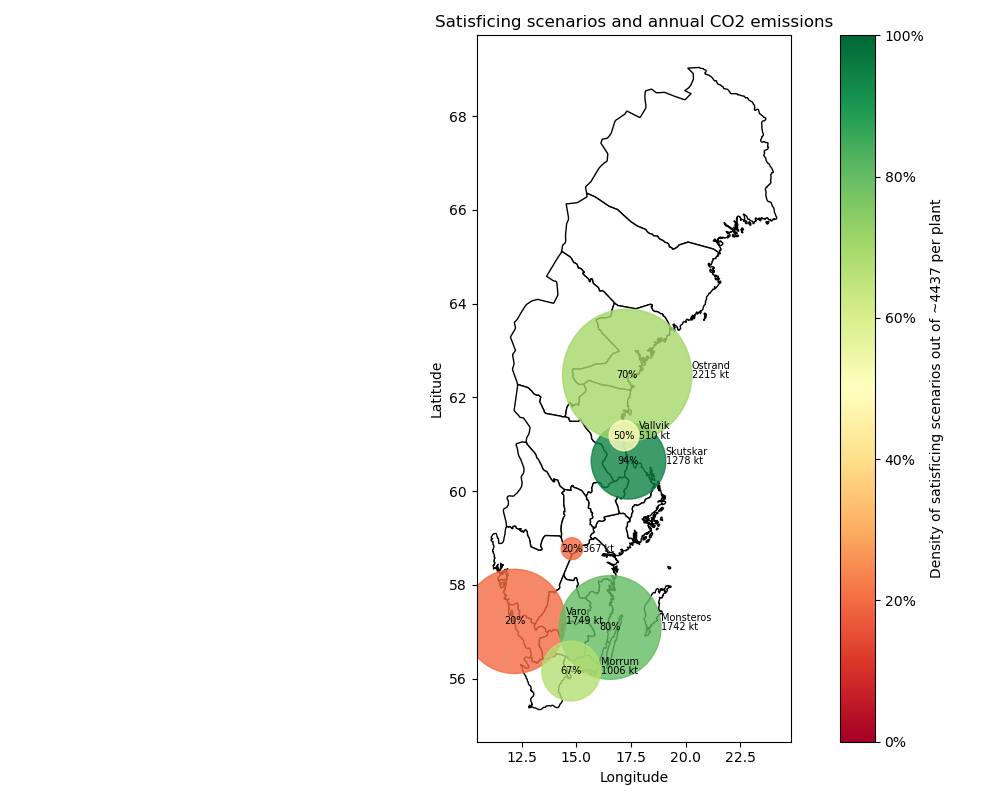 Satisficing scenarios and annual CO2 emissions
68
66
64
62
60
58
56
Latitude
12.5
15.0
17.5
20.0
22.5
Longitude
70%
Ostrand
2215 kt
50%
Vallvik
510 kt
94%
Skutskar
1278 kt
20%
367 kt
20%
Varo
1749 kt
80%
Monsteros
1742 kt
67%
Morrum
1006 kt
100%
80%
60%
40%
20%
0%
Density of satisficing scenarios out of ~4437 per plant